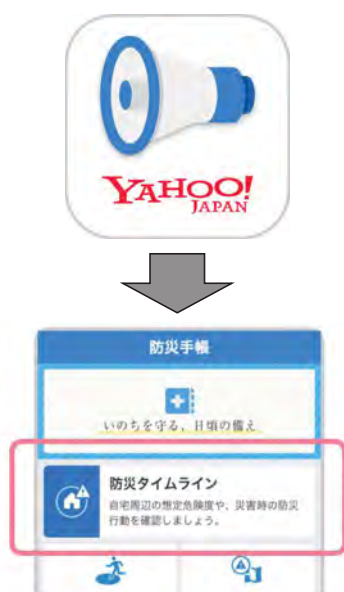 YAHOO!
JAPAN
防災手帳
いのちを守る、日頃の備え
防災タイムライン
自宅周辺の想定危険度や、災害時の防災
行動を確認しましょう。